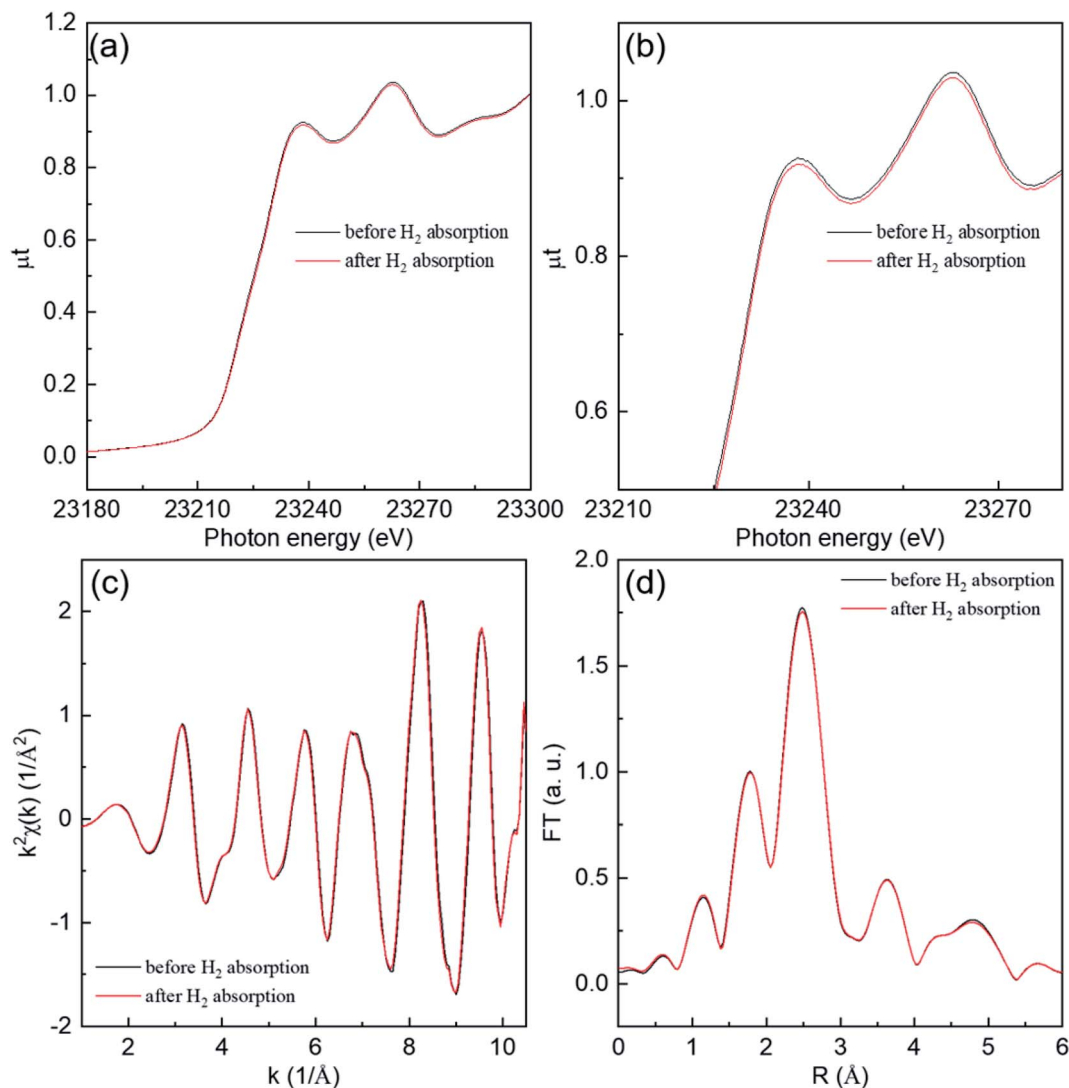 (a)
1.2
1.0
0.8
0.6
0.4
0.2
0.0
μt
before H₂ absorption
after H₂ absorption
23180 23210 23240 23270 23300
Photon energy (eV)
(b)
1.0
0.8
0.6
μt
before H₂ absorption
after H₂ absorption
23210 23240 23270
Photon energy (eV)
(c)
2
1
0
-1
-2
k²χ(k) (1/Å²)
before H₂ absorption
after H₂ absorption
2 4 6 8 10
k (1/Å)
(d)
2.0
1.5
1.0
0.5
0.0
FT (a. u.)
before H₂ absorption
after H₂ absorption
0 1 2 3 4 5 6
R (Å)